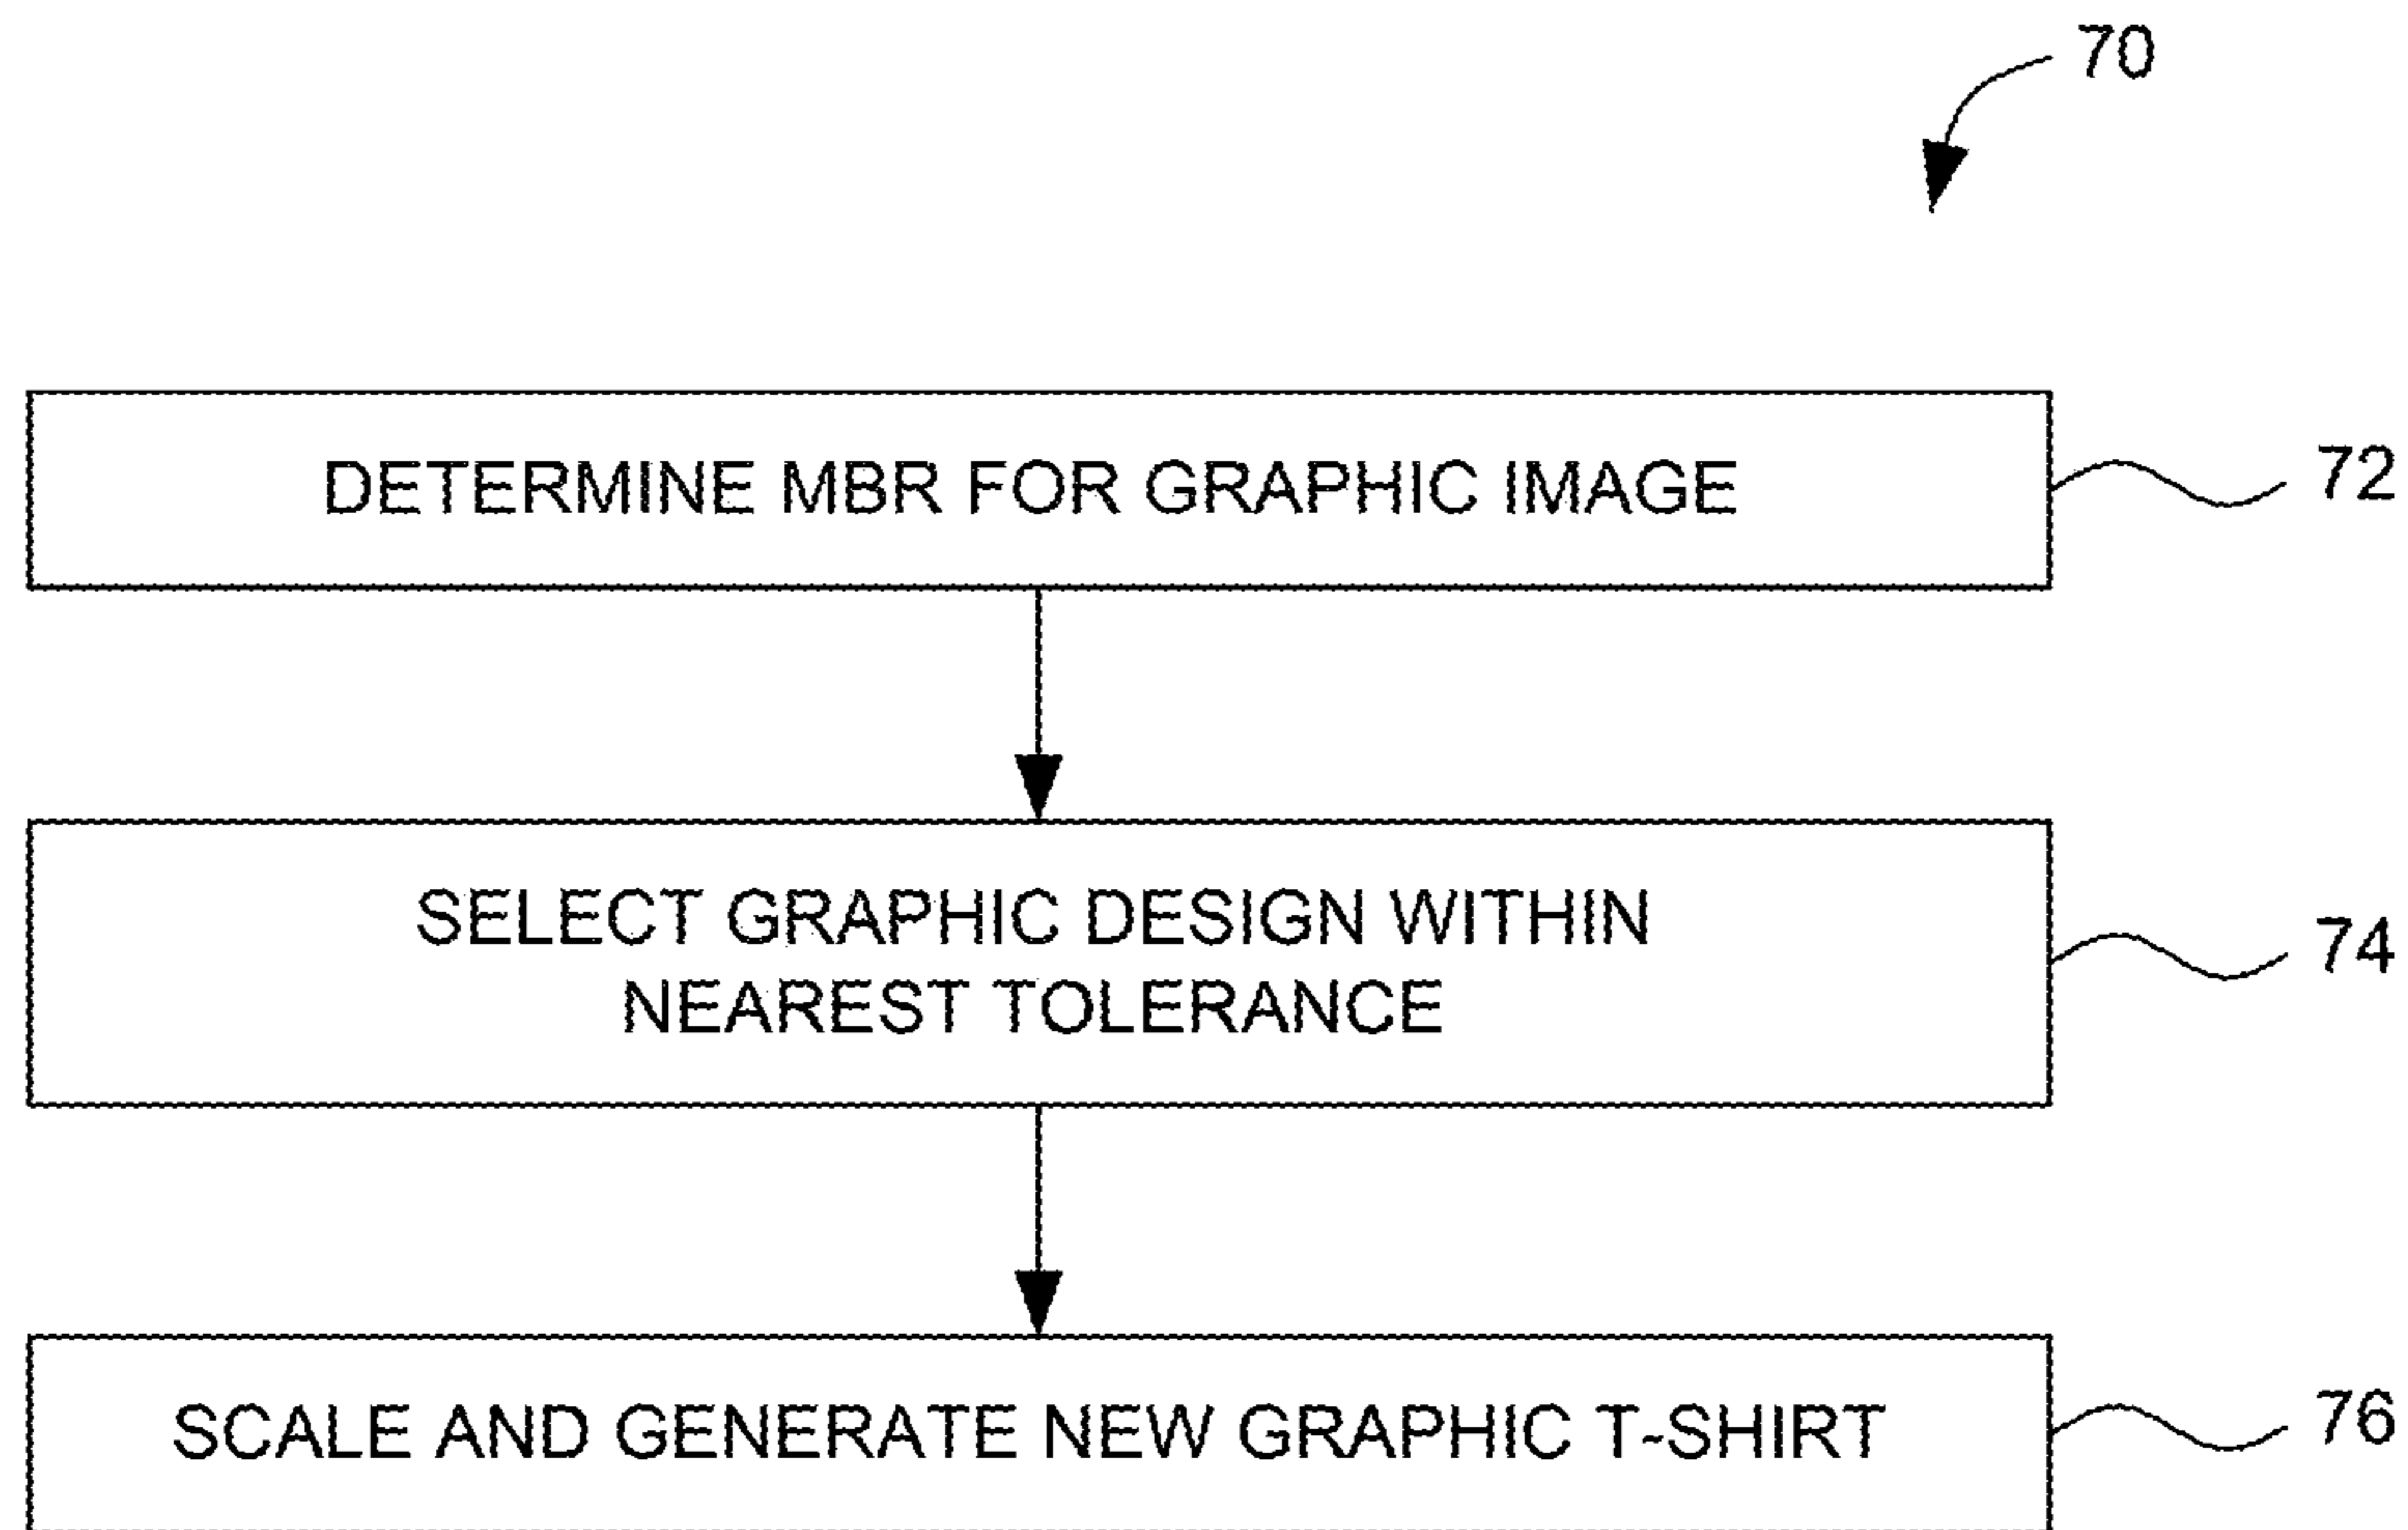 70
DETERMINE MBR FOR GRAPHIC IMAGE
72
SELECT GRAPHIC DESIGN WITHIN
NEAREST TOLERANCE
74
SCALE AND GENERATE NEW GRAPHIC T-SHIRT
76